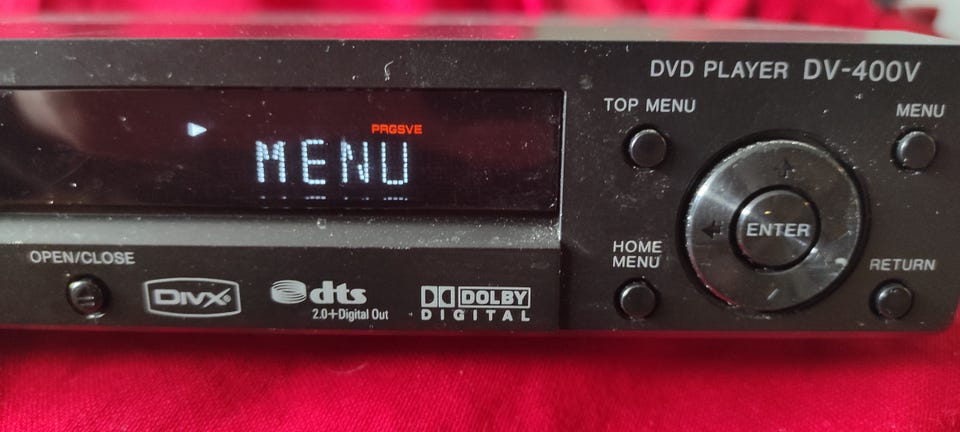 DVD PLAYER DV-400V
TOP MENU
MENU
PRGSVE
MENU
ENTER
HOME
MENU
RETURN
OPEN/CLOSE
DIVX
dts
2.0+Digital Out
DOLBY
DIGITAL